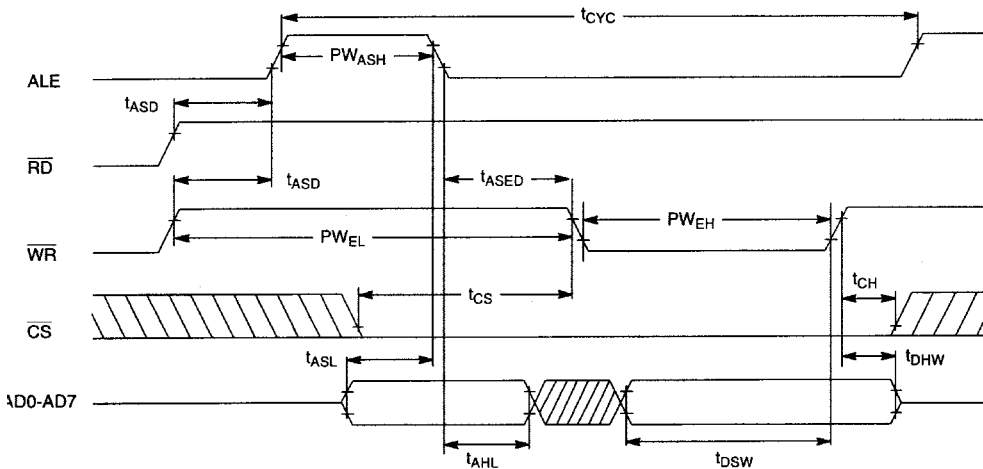 tCYC
PWASH
ALE
tASD
RD
tASD
tASED
PWEL
PWEH
WR
tCS
tCH
CS
tASL
tDHW
AD0-AD7
tAHL
tDSW